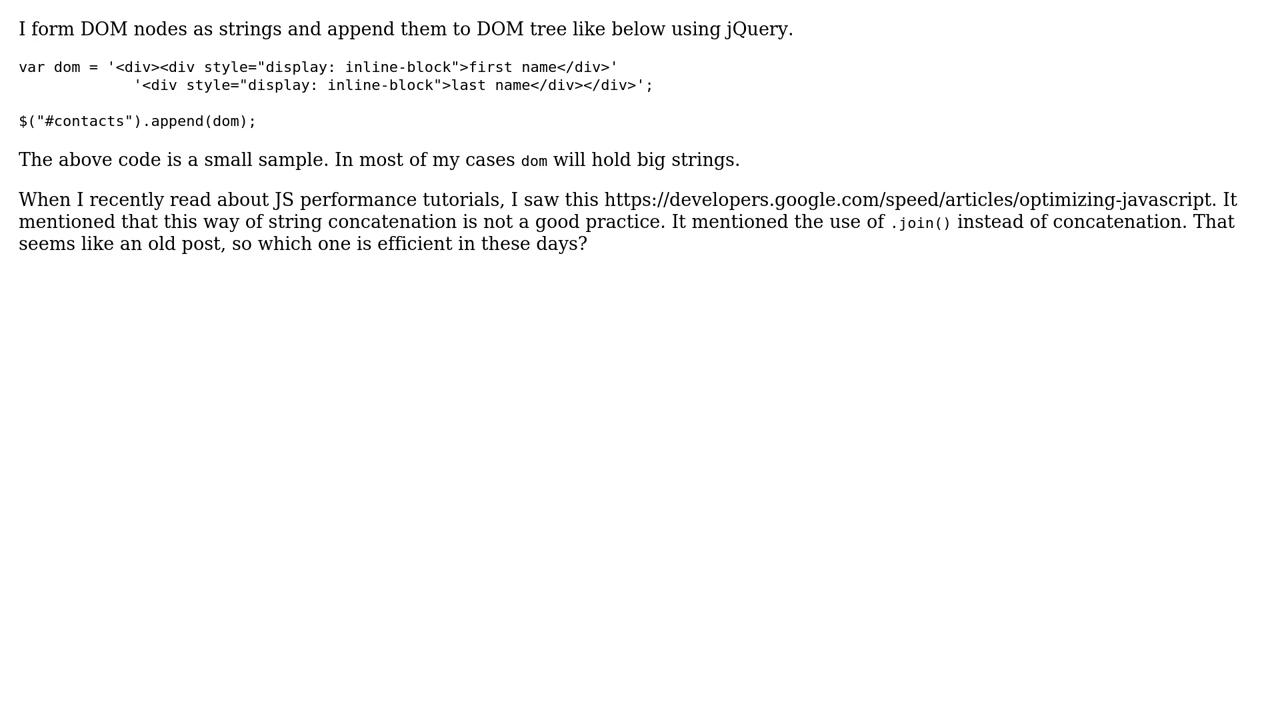 I form DOM nodes as strings and append them to DOM tree like below using jQuery.
var dom = '<div><div style="display: inline-block">first name</div>'
'<div style="display: inline-block">last name</div></div>';
$("#contacts").append(dom);
The above code is a small sample. In most of my cases dom will hold big strings.
When I recently read about JS performance tutorials, I saw this https://developers.google.com/speed/articles/optimizing-javascript. It
mentioned that this way of string concatenation is not a good practice. It mentioned the use of .join() instead of concatenation. That
seems like an old post, so which one is efficient in these days?